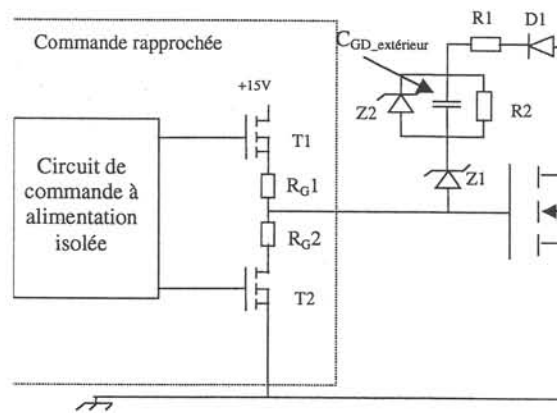 Commande rapprochée
R1
D1
C_GD_extérieur
+15V
Z2
R2
T1
Circuit de
commande à
alimentation
isolée
Z1
R_G1
R_G2
T2